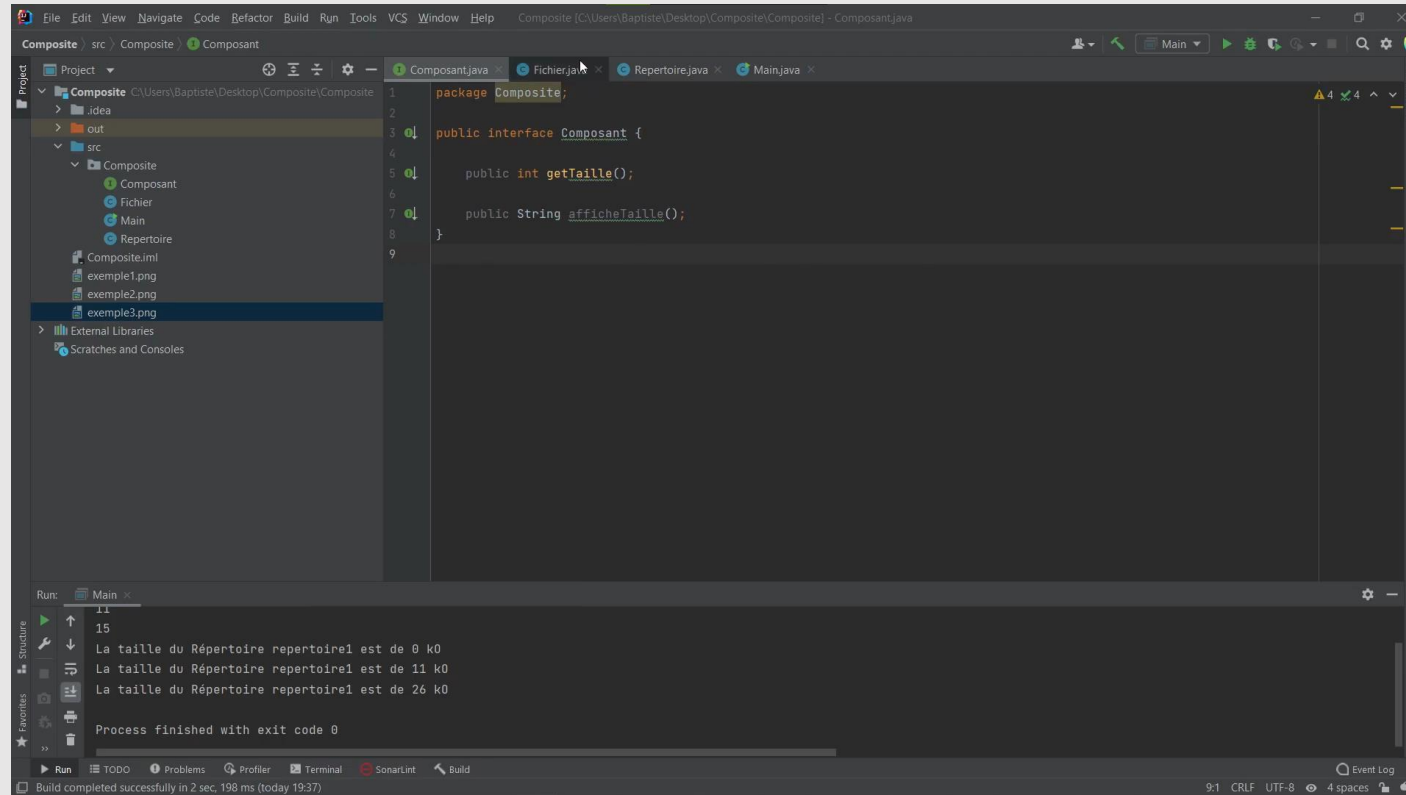 File Edit View Navigate Code Refactor Build Run Tools VCS Window Help Composite [C:\Users\Baptiste\Desktop\Composite\Composite] - Composant.java
Composite src Composite Composant
Main
Project
Composant.java Fichier.java Repertoire.java Main.java
Project
Composite C:\Users\Baptiste\Desktop\Composite\Composite
.idea
out
src
Composite
Composant
Fichier
Main
Repertoire
Composite.iml
exemple1.png
exemple2.png
exemple3.png
External Libraries
Scratches and Consoles
1 package Composite;
2
3 public interface Composant {
4
5 public int getTaille();
6
7 public String afficheTaille();
8 }
9
4 4
Run: Main
11
15
La taille du Répertoire repertoire1 est de 0 kO
La taille du Répertoire repertoire1 est de 11 kO
La taille du Répertoire repertoire1 est de 26 kO
Process finished with exit code 0
Structure
Favorites
Run TODO Problems Profiler Terminal SonarLint Build Event Log
Build completed successfully in 2 sec, 198 ms (today 19:37) 9:1 CRLF UTF-8 4 spaces